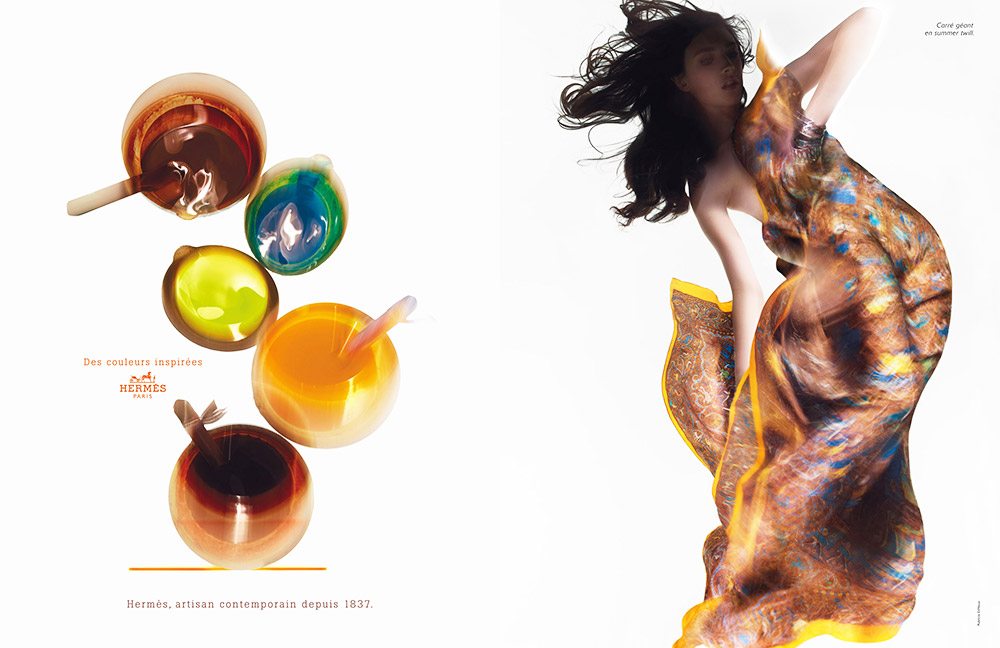 Des couleurs inspirées
HERMÈS
PARIS
Hermès, artisan contemporain depuis 1837.
Carré géant
en summer twill.